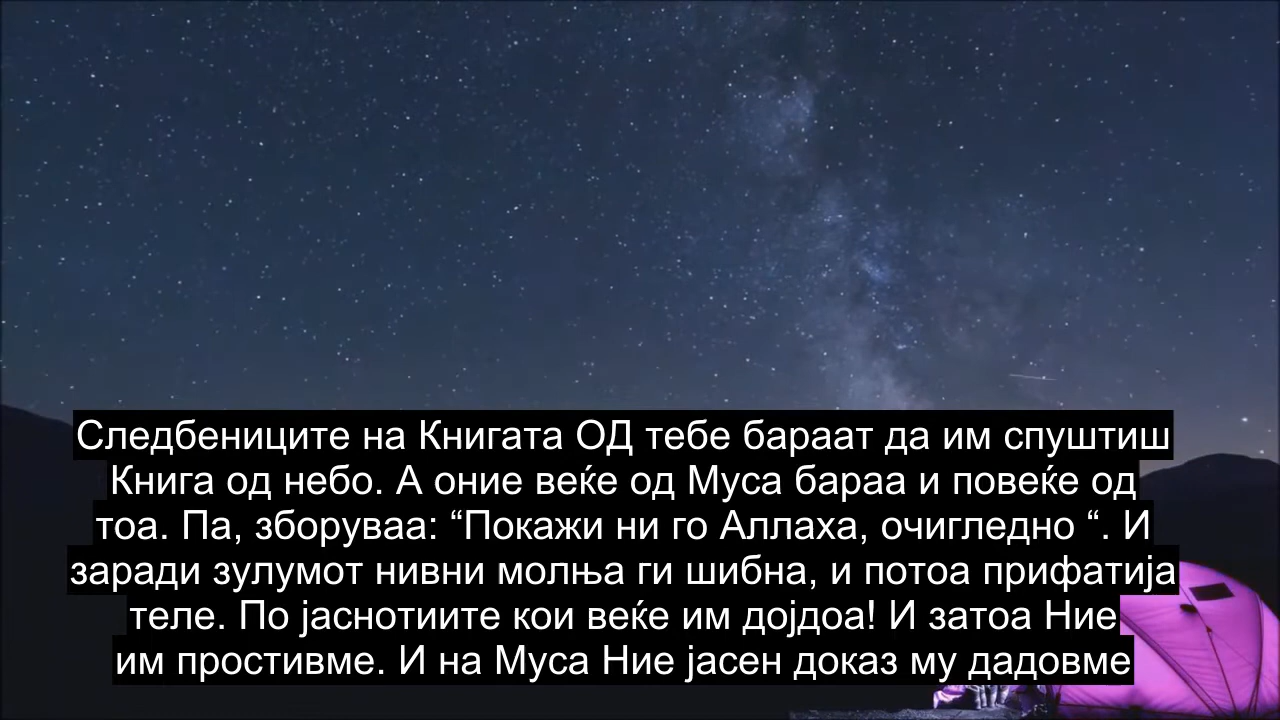 Следбениците на Книгата ОД тебе бараат да им спуштиш
Книга од небо. А оние веќе од Муса бараа и повеќе од
тоа. Па, зборуваа: “Покажи ни го Аллаха, очигледно “. И
заради зулумот нивни молња ги шибна, и потоа прифатија
теле. По јаснотиите кои веќе им дојдоа! И затоа Ние
им простивме. И на Муса Ние јасен доказ му дадовме